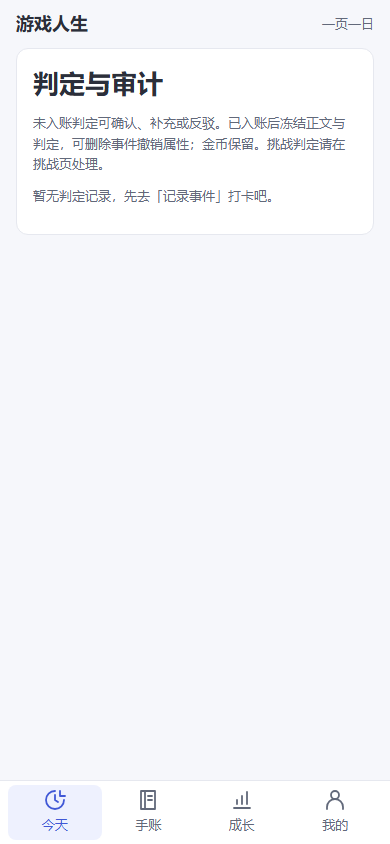 游戏人生
一页一日
判定与审计
未入账判定可确认、补充或反驳。已入账后冻结正文与
判定，可删除事件撤销属性；金币保留。挑战判定请在
挑战页处理。
暂无判定记录，先去「记录事件」打卡吧。
今天
手账
成长
我的